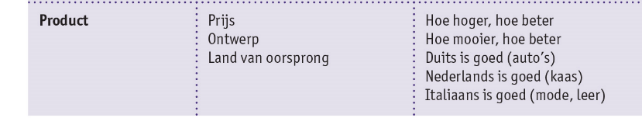 Product Prijs Hoe hoger, hoe beter
Ontwerp Hoe mooier, hoe beter
Land van oorsprong Duits is goed (auto's)
Nederlands is goed (kaas)
Italiaans is goed (mode, leer)